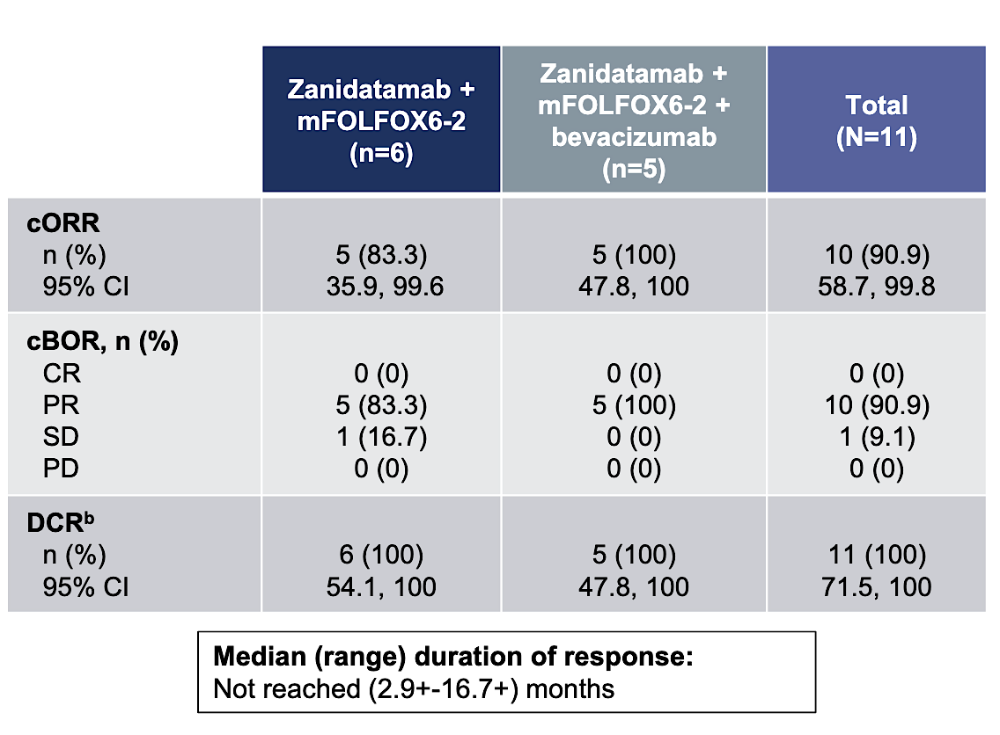 Zanidatamab +
mFOLFOX6-2
(n=6)
Zanidatamab +
mFOLFOX6-2 +
bevacizumab
(n=5)
Total
(N=11)
cORR
n (%) 5 (83.3) 5 (100) 10 (90.9)
95% CI 35.9, 99.6 47.8, 100 58.7, 99.8
cBOR, n (%)
CR 0 (0) 0 (0) 0 (0)
PR 5 (83.3) 5 (100) 10 (90.9)
SD 1 (16.7) 0 (0) 1 (9.1)
PD 0 (0) 0 (0) 0 (0)
DCRᵇ
n (%) 6 (100) 5 (100) 11 (100)
95% CI 54.1, 100 47.8, 100 71.5, 100
Median (range) duration of response:
Not reached (2.9+-16.7+) months